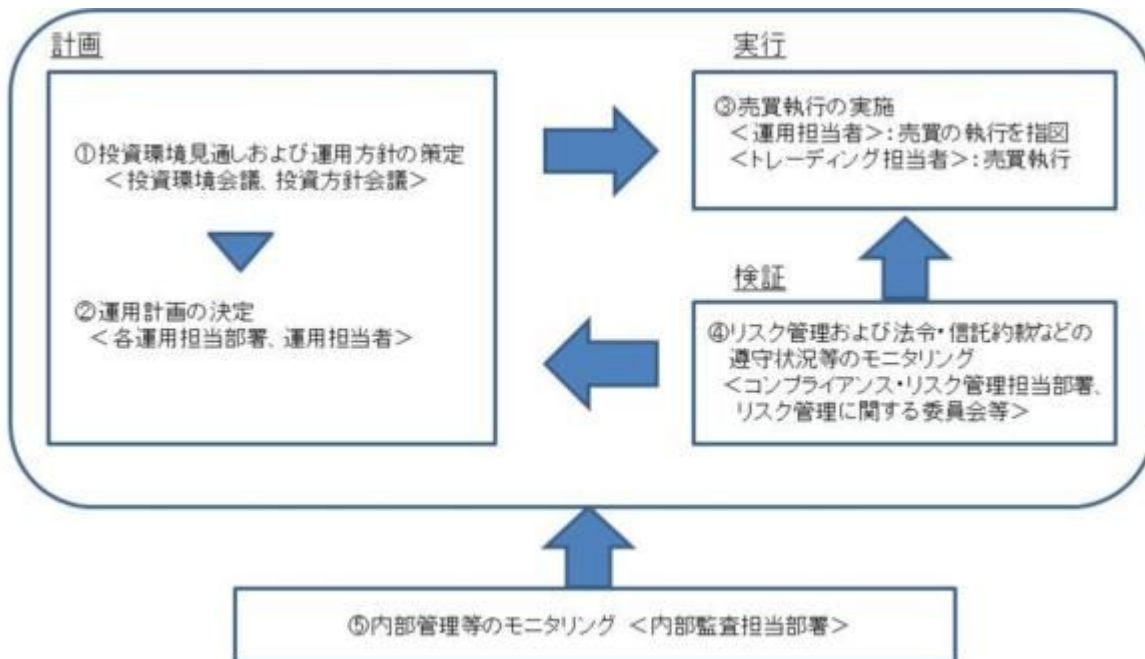 計画
①投資環境見通しおよび運用方針の策定
＜投資環境会議、投資方針会議＞
②運用計画の決定
＜各運用担当部署、運用担当者＞
実行
③売買執行の実施
＜運用担当者＞：売買の執行を指図
＜トレーディング担当者＞：売買執行
検証
④リスク管理および法令・信託約款などの
遵守状況等のモニタリング
＜コンプライアンス・リスク管理担当部署、
リスク管理に関する委員会等＞
⑤内部管理等のモニタリング ＜内部監査担当部署＞